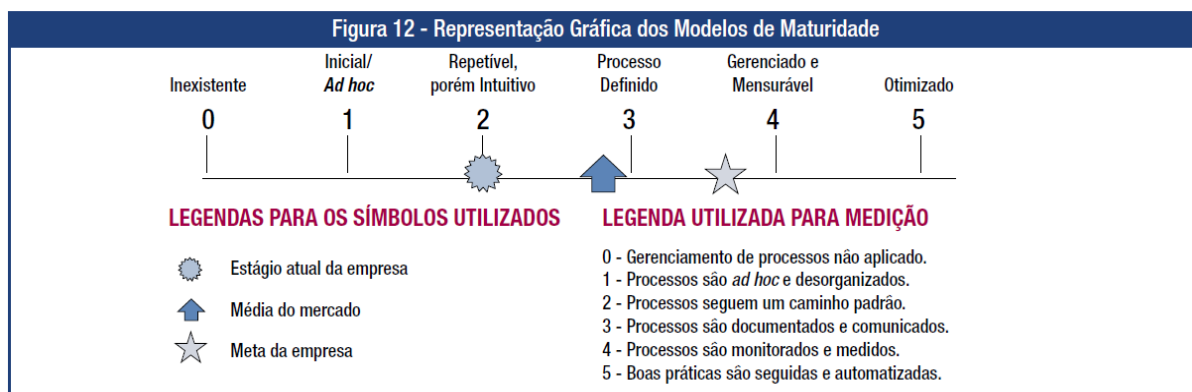 Figura 12 - Representação Gráfica dos Modelos de Maturidade
Inexistente
Inicial/
Ad hoc
Repetível,
porém Intuitivo
Processo
Definido
Gerenciado e
Mensurável
Otimizado
0 1 2 3 4 5
LEGENDAS PARA OS SÍMBOLOS UTILIZADOS
Estágio atual da empresa
Média do mercado
Meta da empresa
LEGENDA UTILIZADA PARA MEDIÇÃO
0 - Gerenciamento de processos não aplicado.
1 - Processos são ad hoc e desorganizados.
2 - Processos seguem um caminho padrão.
3 - Processos são documentados e comunicados.
4 - Processos são monitorados e medidos.
5 - Boas práticas são seguidas e automatizadas.